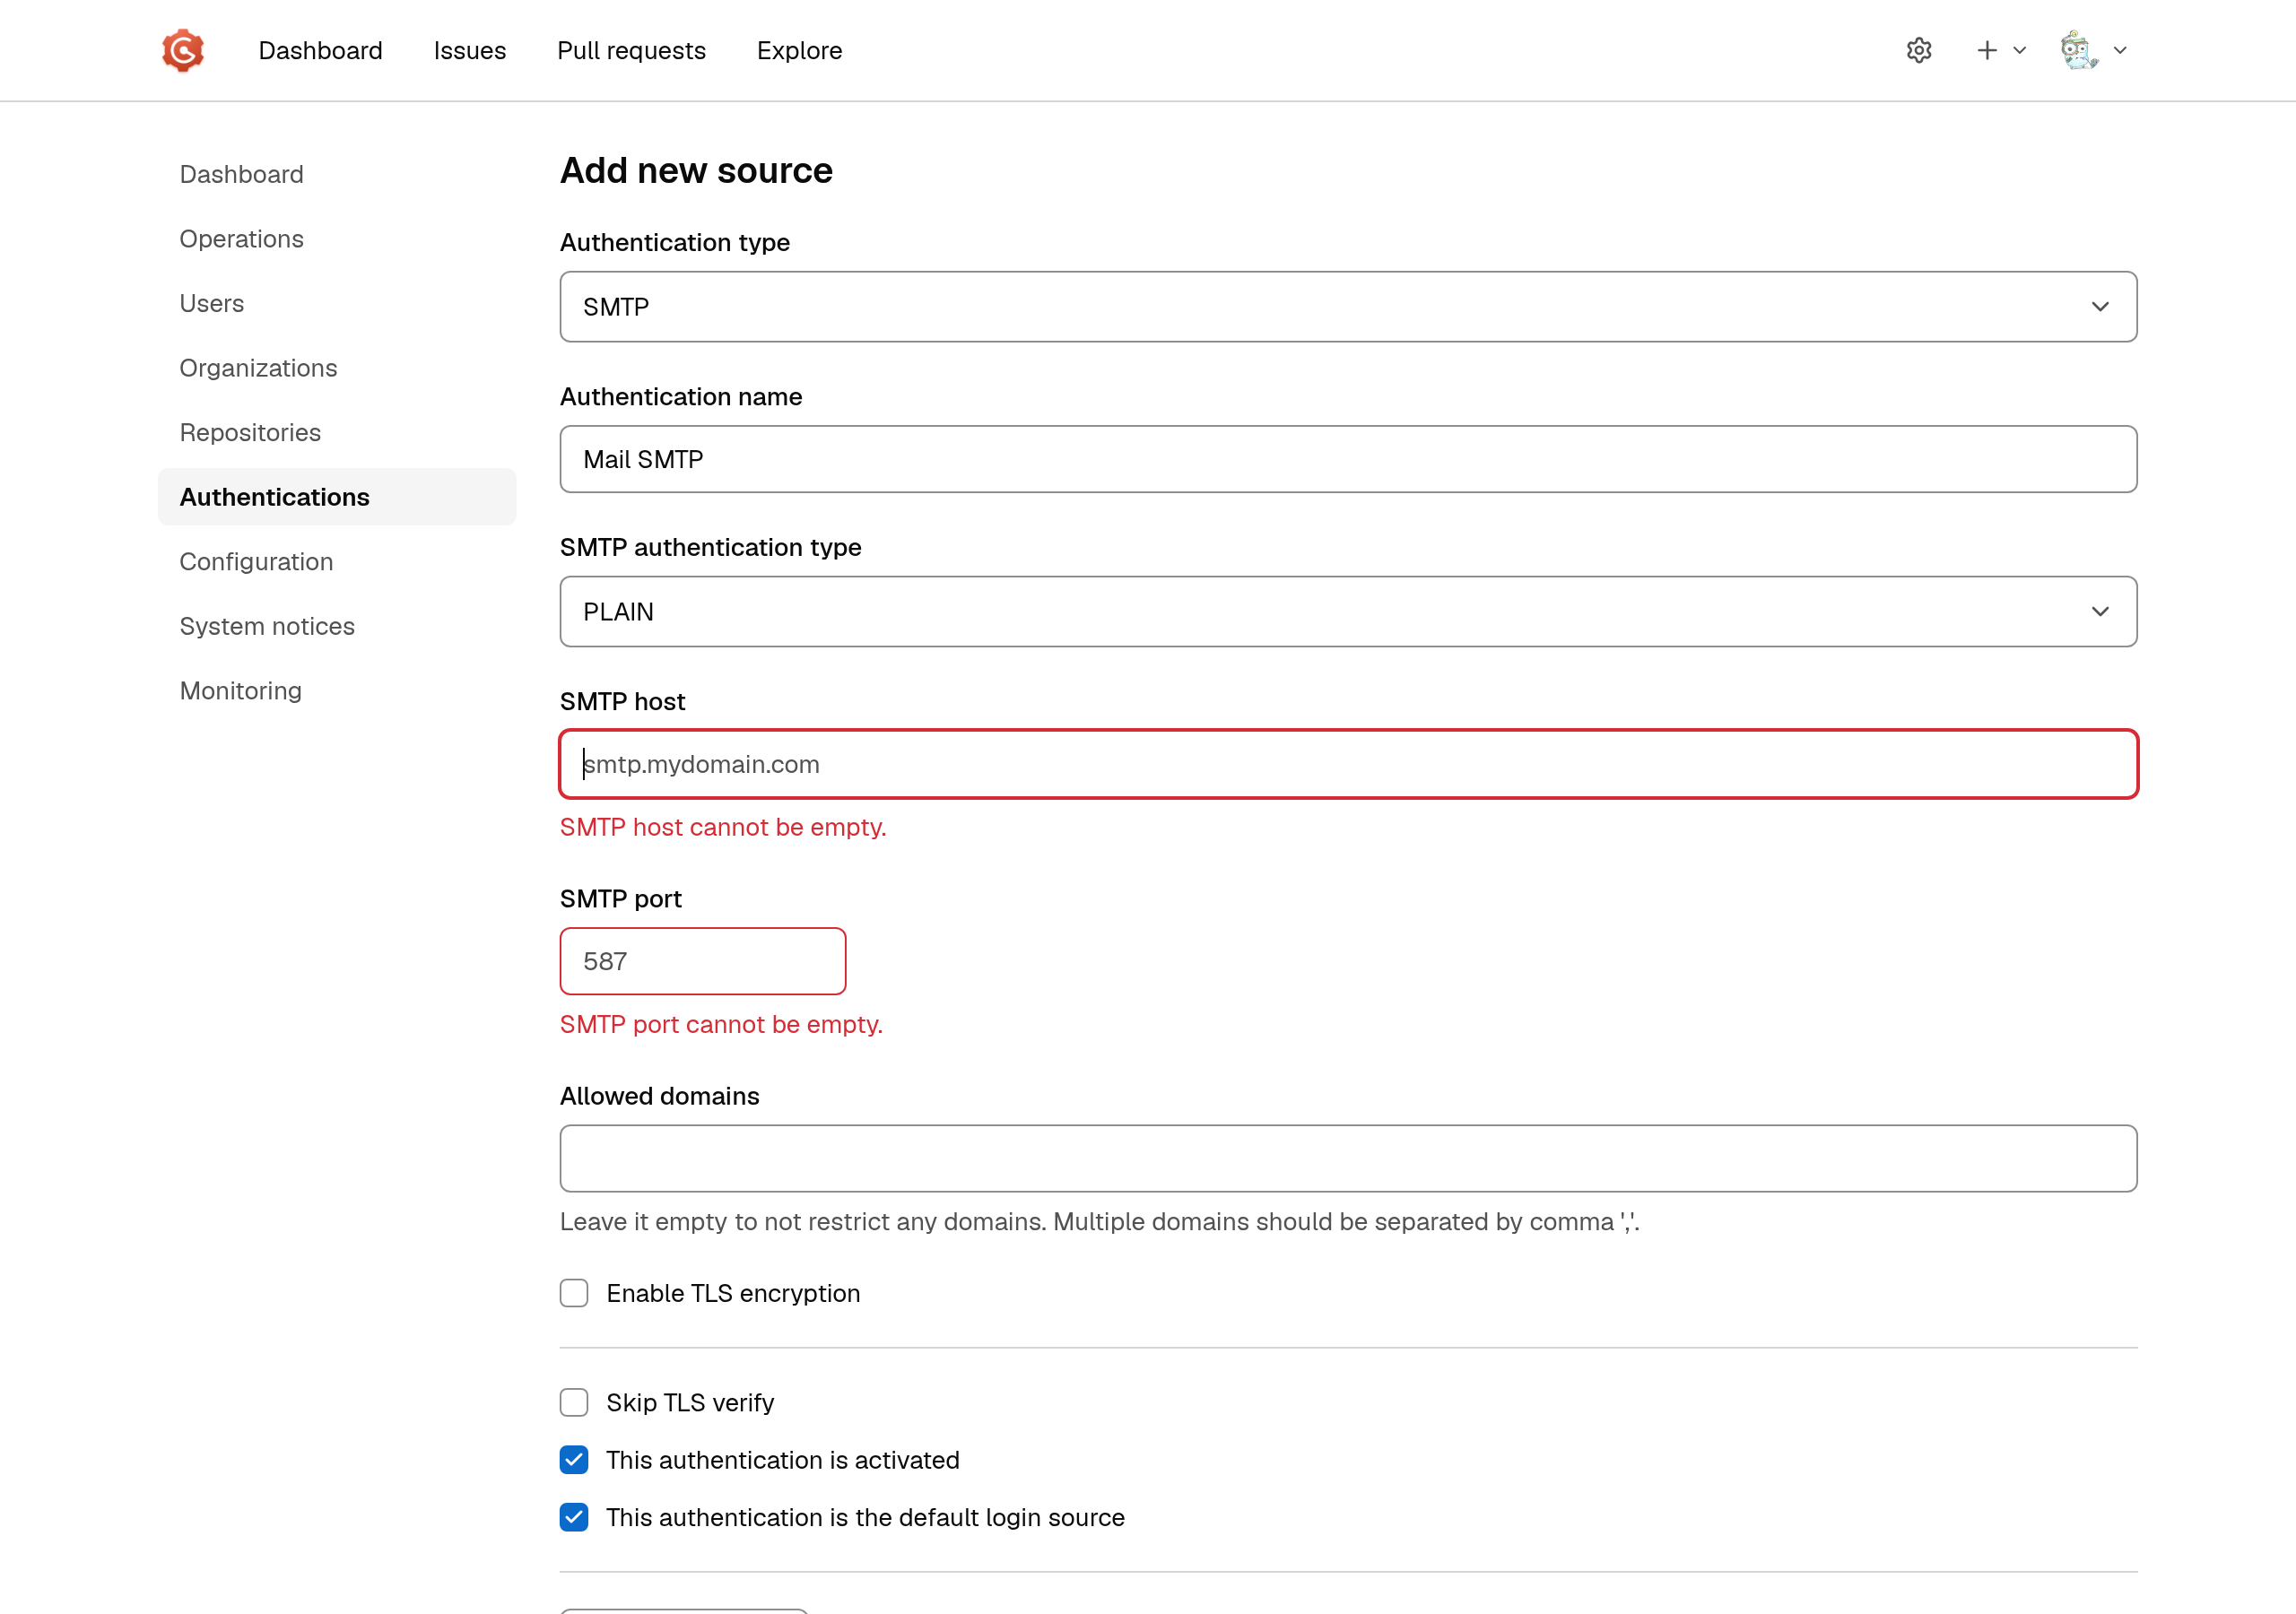 Dashboard Issues Pull requests Explore
Dashboard
Operations
Users
Organizations
Repositories
Authentications
Configuration
System notices
Monitoring
Add new source
Authentication type
SMTP
Authentication name
Mail SMTP
SMTP authentication type
PLAIN
SMTP host
smtp.mydomain.com
SMTP host cannot be empty.
SMTP port
587
SMTP port cannot be empty.
Allowed domains
Leave it empty to not restrict any domains. Multiple domains should be separated by comma ','.
Enable TLS encryption
Skip TLS verify
This authentication is activated
This authentication is the default login source